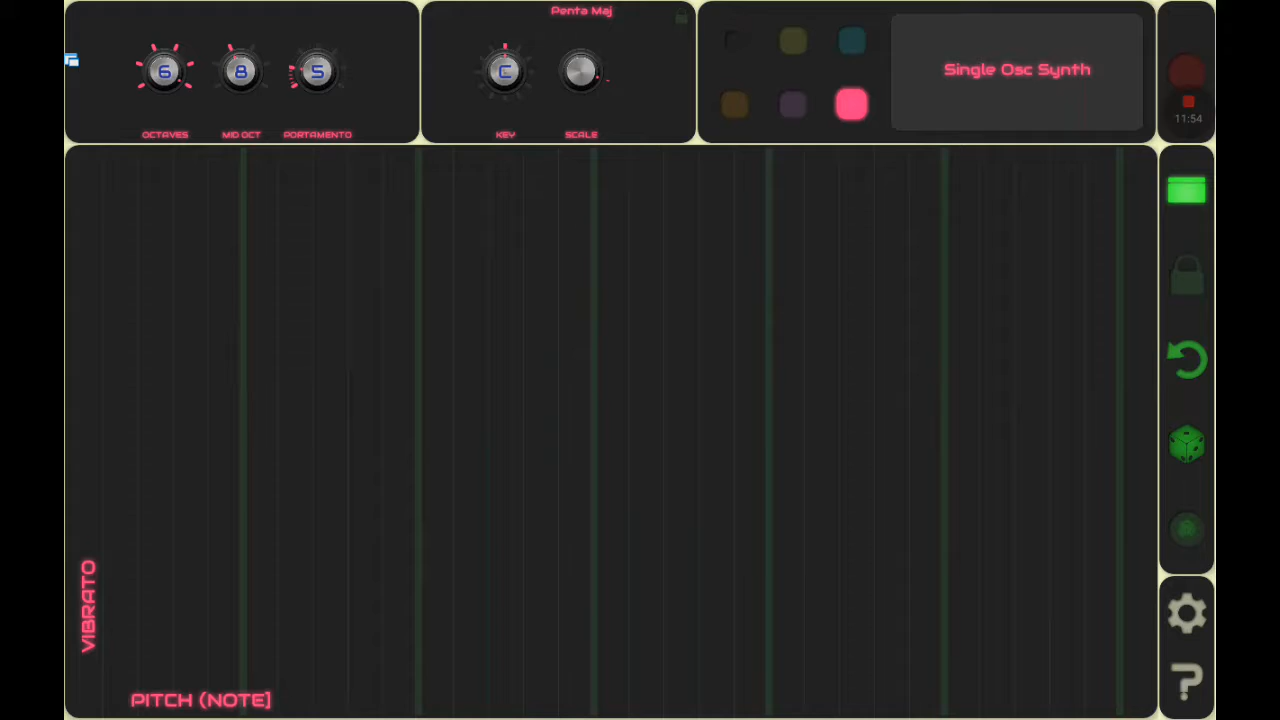 Penta Maj
6
8
5
C
OCTAVES
MID OCT
PORTAMENTO
KEY
SCALE
Single Osc Synth
11:54
VIBRATO
PITCH (NOTE]
?